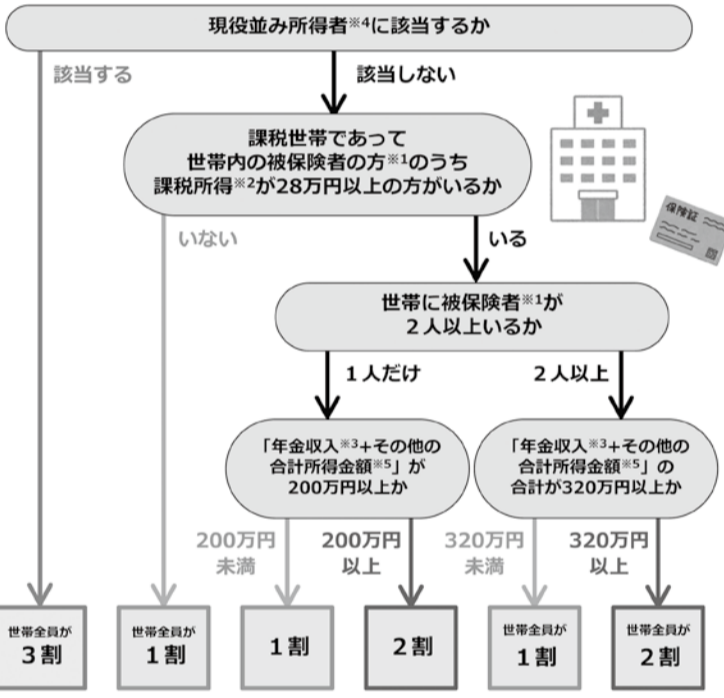 現役並み所得者※4に該当するか
該当する
該当しない
課税世帯であって
世帯内の被保険者の方※1のうち
課税所得※2が28万円以上の方がいるか
保険証
いない
いる
世帯に被保険者※1が
2人以上いるか
1人だけ
2人以上
「年金収入※3+その他の
合計所得金額※5」が
200万円以上か
「年金収入※3+その他の
合計所得金額※5」の
合計が320万円以上か
200万円
未満
200万円
以上
320万円
未満
320万円
以上
世帯全員が
3割
世帯全員が
1割
1割
2割
世帯全員が
1割
世帯全員が
2割